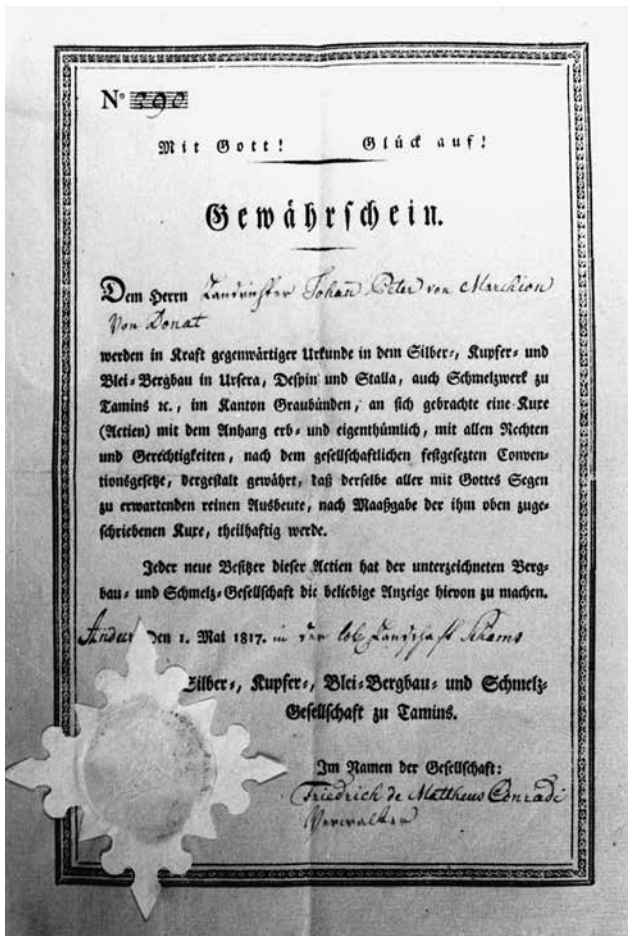 No 290
Mit Gott! Glück auf!
Gewährschein.
Dem Herrn Landrichter Johañ Peter von Marchion
Von Donat
werden in Kraft gegenwärtiger Urkunde in dem Silber-, Kupfer- und
Blei-Bergbau in Ursera, Despin und Stalla, auch Schmelzwerk zu
Tamins ꝛc., im Kanton Graubünden, an sich gebrachte eine Kuxe
(Actien) mit dem Anhang erb- und eigenthümlich, mit allen Rechten
und Gerechtigkeiten, nach dem gesellschaftlichen festgesezten Conven-
tionsgesetze, dergestalt gewährt, daß derselbe aller mit Gottes Segen
zu erwartenden reinen Ausbeute, nach Maaßgabe der ihm oben zuge-
schriebenen Kuxe, theilhaftig werde.
Jeder neue Besitzer dieser Actien hat der unterzeichneten Berg-
bau- und Schmelz-Gesellschaft die beliebige Anzeige hievon zu machen.
Andeer den 1. Mai 1817. in der lob. Landschaft Schams
Silber-, Kupfer-, Blei-Bergbau- und Schmelz-
Gesellschaft zu Tamins.
Im Namen der Gesellschaft:
Friedrich de Mattheus Conradi
Verwalter